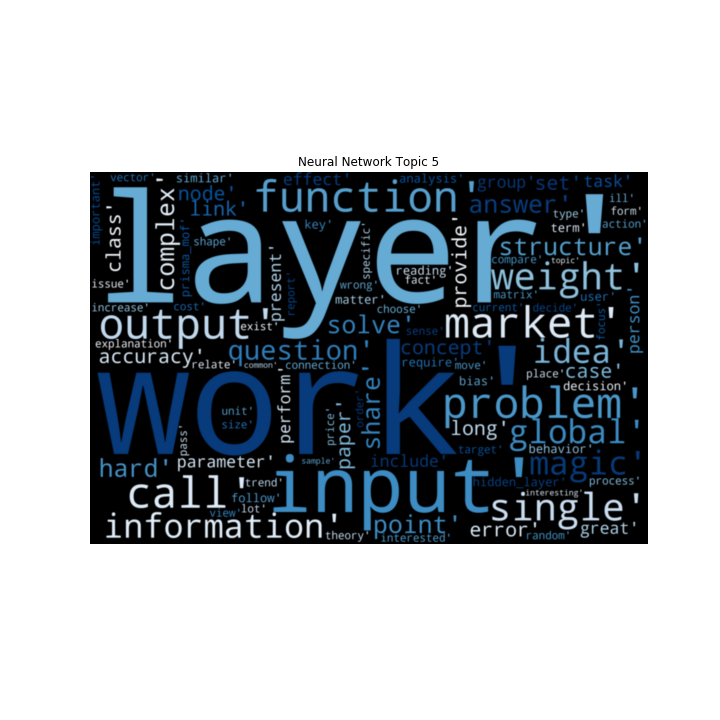 Neural Network Topic 5
vector' similar' effect' analysis' group' set' task'
important' class' complex' node' link' function' answer' type' ill' form'
layer' term' action'
prisma_mof' shape' key' specific' provide' structure'
issue' present' report' wrong' reading' fact' compare' topic' weight'
increase' cost' matter' choose' matrix' user' person'
output' exist' solve' sense' market' current' decide' focus'
explanation' accuracy' question' concept' idea'
relate' common' connection' require' move' place' case'
work' share' bias' decision'
unit' size' perform order' price' paper' problem'
pass' long' global'
hard' parameter' sample' include' target' behavior' magic'
call' trend' input' hidden_layer' process'
follow' view' lot' interesting' single'
information' theory' point' interested' error' random' great'